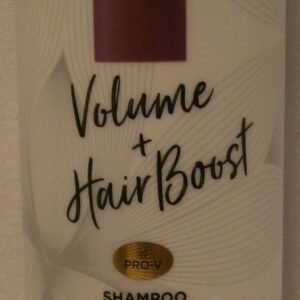 Volume
+
Hair Boost
PRO-V
SHAMPOO